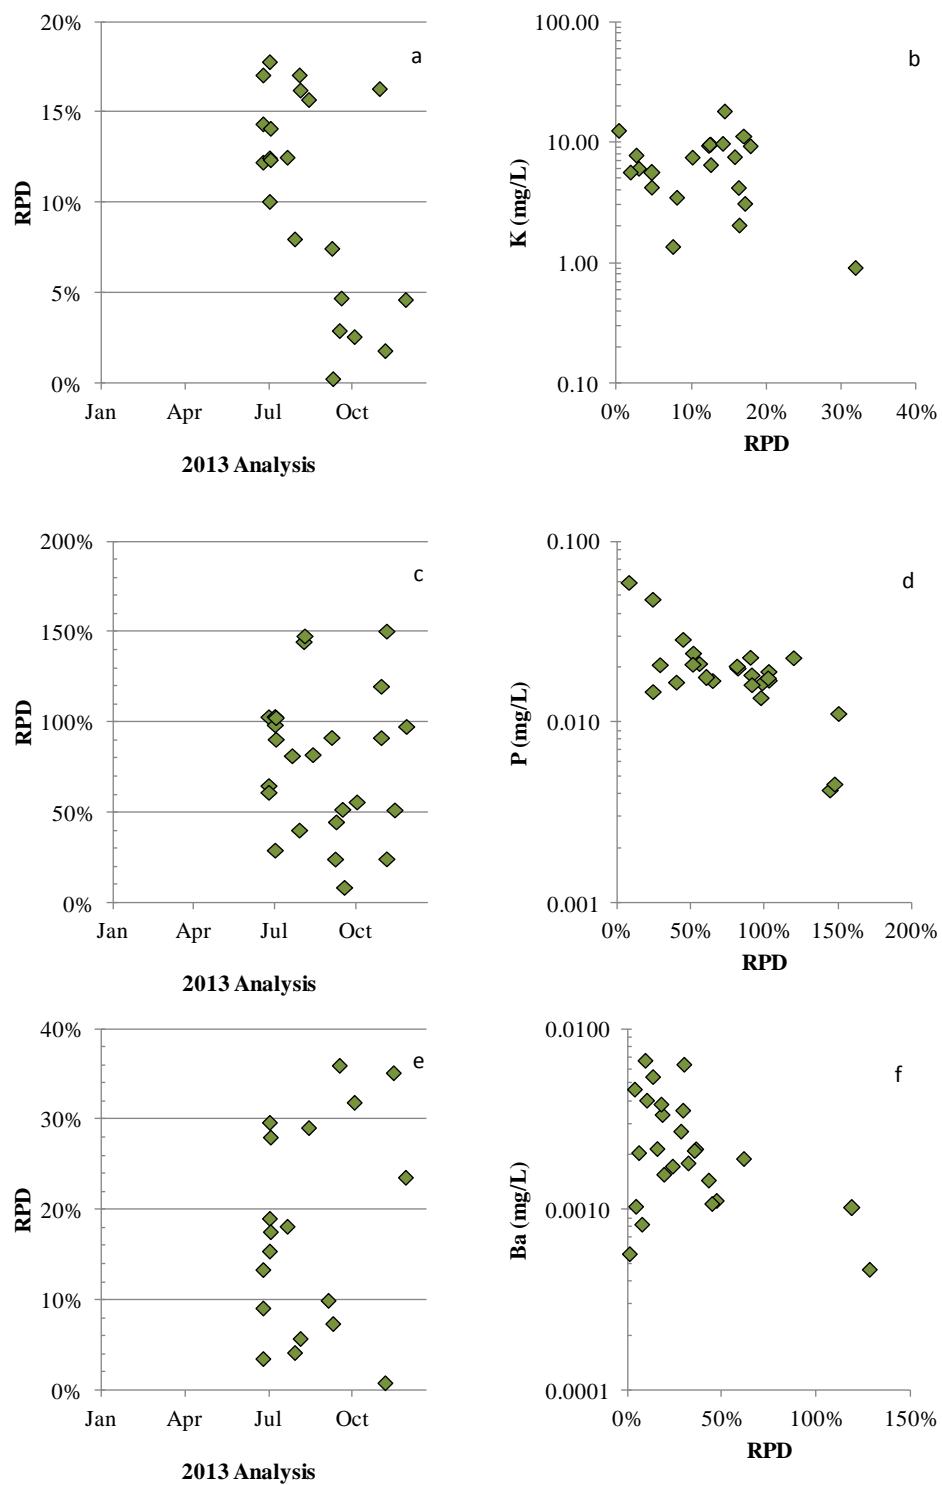 20%
15%
10%
5%
0%
RPD
Jan Apr Jul Oct
2013 Analysis
a
100.00
10.00
1.00
0.10
K (mg/L)
0% 10% 20% 30% 40%
RPD
b
200%
150%
100%
50%
0%
RPD
Jan Apr Jul Oct
2013 Analysis
c
0.100
0.010
0.001
P (mg/L)
0% 50% 100% 150% 200%
RPD
d
40%
30%
20%
10%
0%
RPD
Jan Apr Jul Oct
2013 Analysis
e
0.0100
0.0010
0.0001
Ba (mg/L)
0% 50% 100% 150%
RPD
f